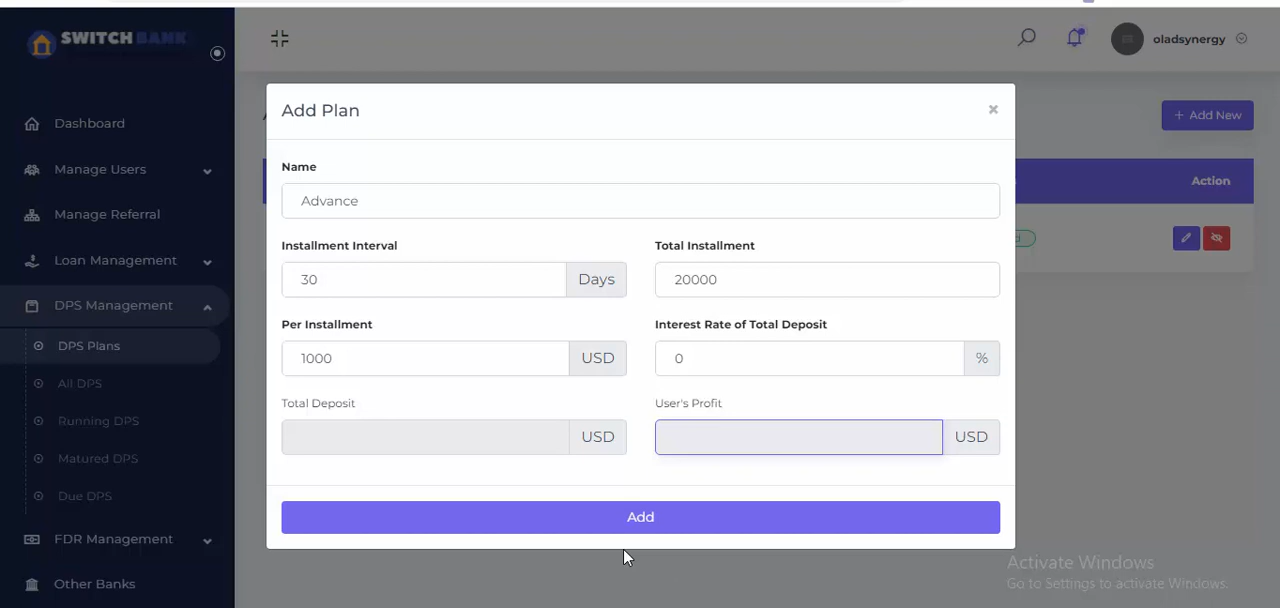 SWITCH BANK
oladsynergy
Dashboard
Manage Users
Manage Referral
Loan Management
DPS Management
DPS Plans
All DPS
Running DPS
Matured DPS
Due DPS
FDR Management
Other Banks
+ Add New
Action
Add Plan
×
Name
Advance
Installment Interval
Total Installment
30 Days
20000
Per Installment
Interest Rate of Total Deposit
1000 USD
0 %
Total Deposit
User's Profit
USD
USD
Add
Activate Windows
Go to Settings to activate Windows.